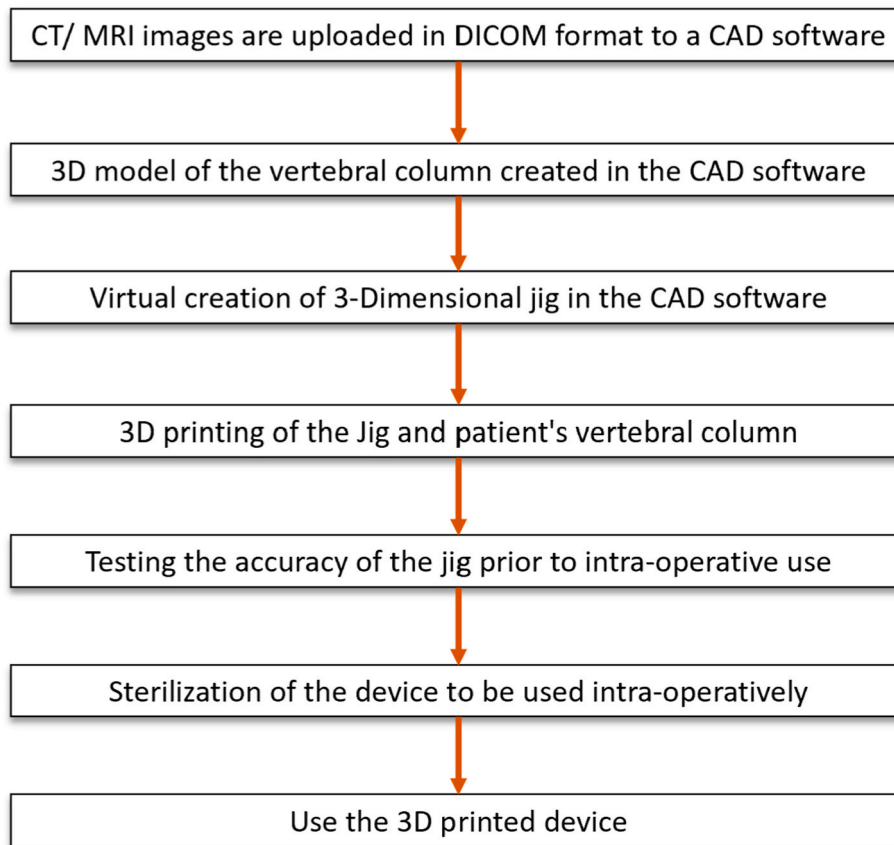 CT/ MRI images are uploaded in DICOM format to a CAD software
3D model of the vertebral column created in the CAD software
Virtual creation of 3-Dimensional jig in the CAD software
3D printing of the Jig and patient's vertebral column
Testing the accuracy of the jig prior to intra-operative use
Sterilization of the device to be used intra-operatively
Use the 3D printed device